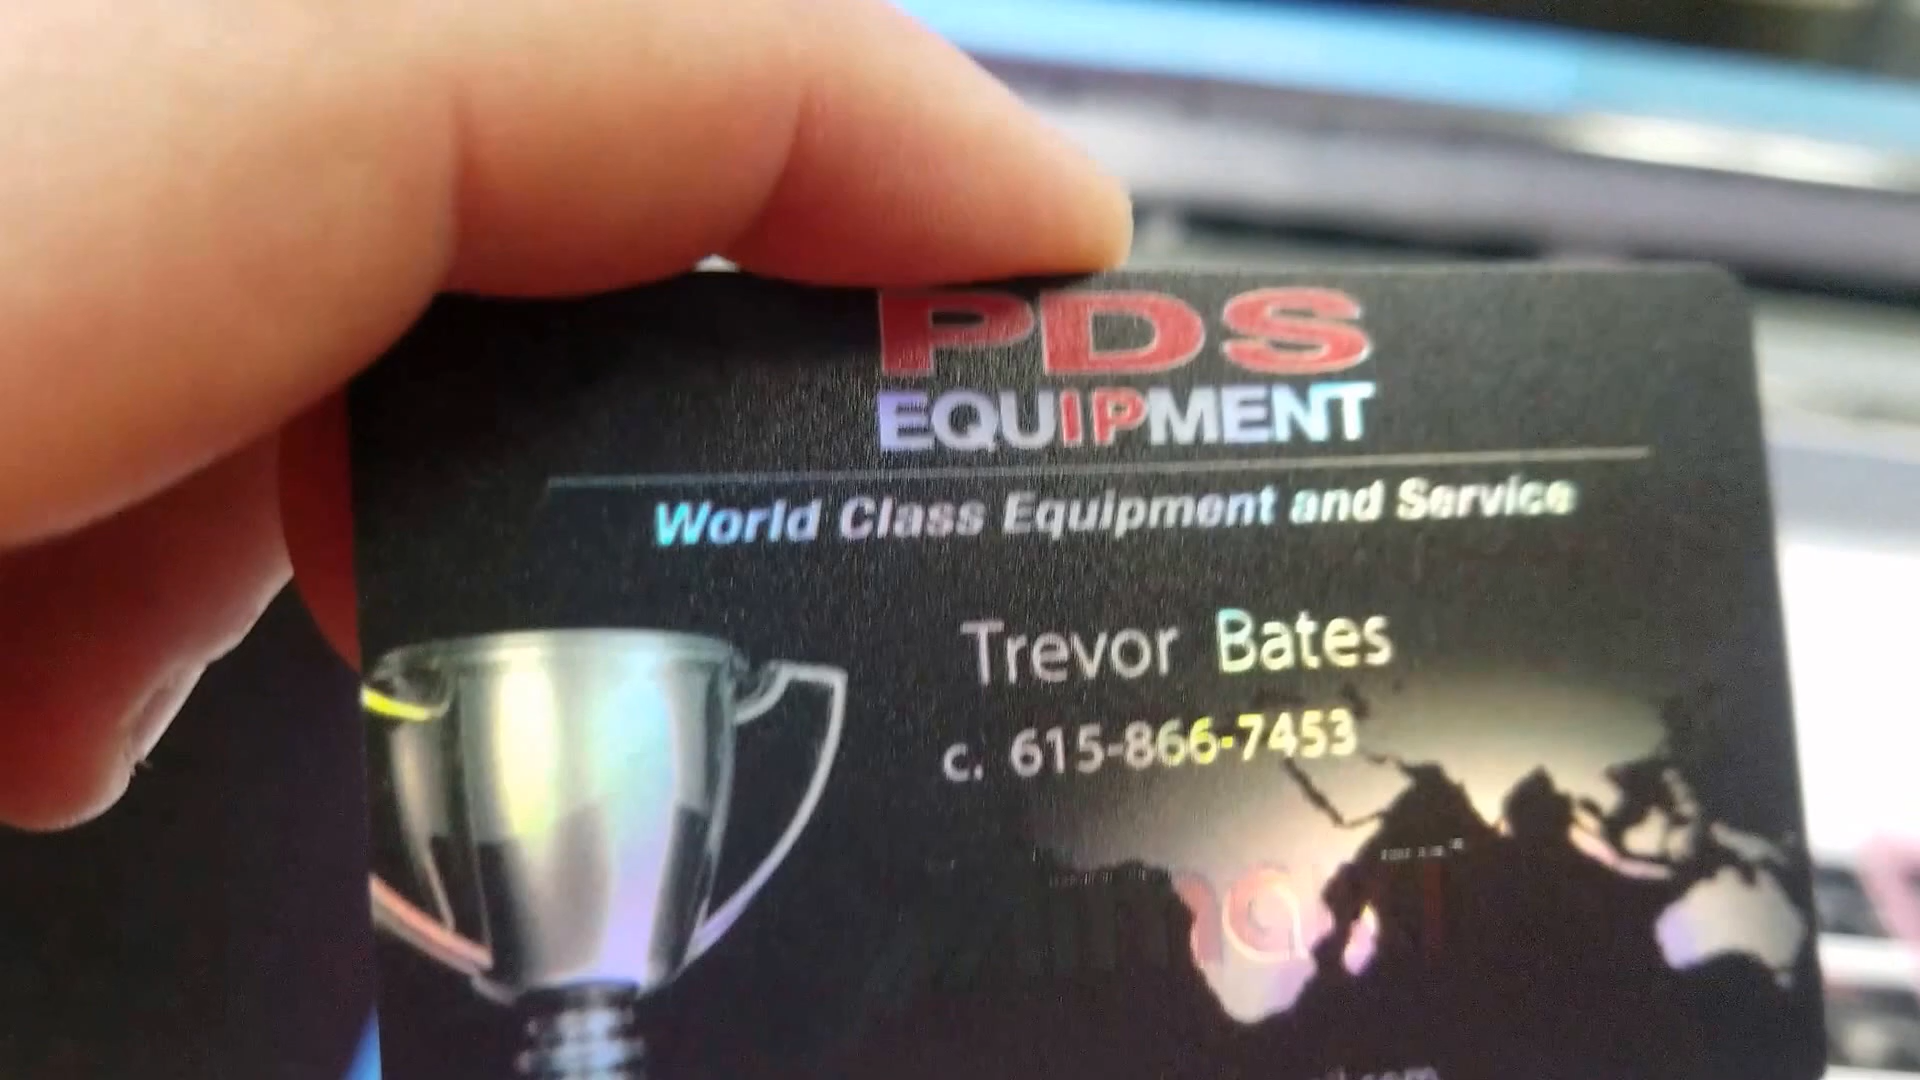 PDS
EQUIPMENT
World Class Equipment and Service
Trevor Bates
c. 615-866-7453